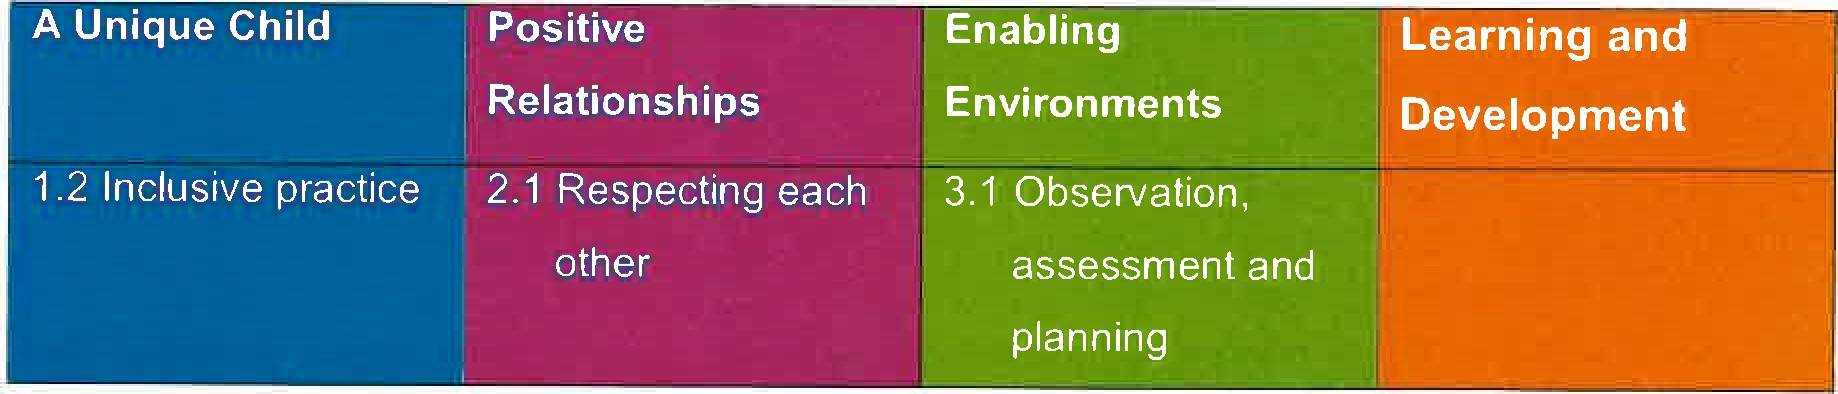 A Unique Child
Positive
Relationships
Enabling
Environments
Learning and
Development
1.2 Inclusive practice
2.1 Respecting each
other
3.1 Observation,
assessment and
planning